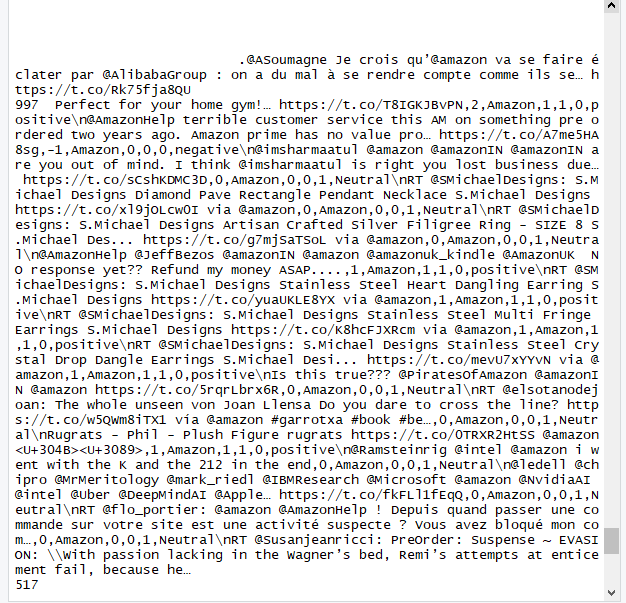 .@ASoumagne Je crois qu’@amazon va se faire é
clater par @AlibabaGroup : on a du mal à se rendre compte comme ils se… h
ttps://t.co/Rk75fja8QU
997  Perfect for your home gym!… https://t.co/T8IGKJBvPN,2,Amazon,1,1,0,p
ositive\n@AmazonHelp terrible customer service this AM on something pre o
rdered two years ago. Amazon prime has no value pro… https://t.co/A7me5HA
8sg,-1,Amazon,0,0,0,negative\n@imsharmaatul @amazon @amazonIN @amazonIN a
re you out of mind. I think @imsharmaatul is right you lost business due…
https://t.co/sCshKDMC3D,0,Amazon,0,0,1,Neutral\nRT @SMichaelDesigns: S.M
ichael Designs Diamond Pave Rectangle Pendant Necklace S.Michael Designs
https://t.co/xl9jOLcwOI via @amazon,0,Amazon,0,0,1,Neutral\nRT @SMichaelD
esigns: S.Michael Designs Artisan Crafted Silver Filigree Ring - SIZE 8 S
.Michael Des... https://t.co/g7mjSaTSoL via @amazon,0,Amazon,0,0,1,Neutra
l\n@AmazonHelp @JeffBezos @amazonIN @amazon @amazonuk_kindle @AmazonUK  N
O response yet?? Refund my money ASAP....,1,Amazon,1,1,0,positive\nRT @SM
ichaelDesigns: S.Michael Designs Stainless Steel Heart Dangling Earring S
.Michael Designs https://t.co/yuaUKLE8YX via @amazon,1,Amazon,1,1,0,posit
ive\nRT @SMichaelDesigns: S.Michael Designs Stainless Steel Multi Fringe
Earrings S.Michael Designs https://t.co/K8hcFJXRcm via @amazon,1,Amazon,1
,1,0,positive\nRT @SMichaelDesigns: S.Michael Designs Stainless Steel Cry
stal Drop Dangle Earrings S.Michael Desi... https://t.co/mevU7xYYvN via @
amazon,1,Amazon,1,1,0,positive\nIs this true??? @PiratesOfAmazon @amazonI
N @amazon https://t.co/5rqrLbrx6R,0,Amazon,0,0,1,Neutral\nRT @elsotanodej
oan: The whole unseen von Joan Llensa Do you dare to cross the line? http
s://t.co/w5QWm8iTX1 via @amazon #garrotxa #book #be…,0,Amazon,0,0,1,Neutr
al\nRugrats - Phil - Plush Figure rugrats https://t.co/OTRXR2HtSS @amazon
<U+304B><U+3089>,1,Amazon,1,1,0,positive\n@Ramsteinrig @intel @amazon i w
ent with the K and the 212 in the end,0,Amazon,0,0,1,Neutral\n@ledell @ch
ipro @MrMeritology @mark_riedl @IBMResearch @Microsoft @amazon @NvidiaAI
@intel @Uber @DeepMindAI @Apple… https://t.co/fkFLl1fEqQ,0,Amazon,0,0,1,N
eutral\nRT @flo_portier: @amazon @AmazonHelp ! Depuis quand passer une co
mmande sur votre site est une activité suspecte ? Vous avez bloqué mon co
m…,0,Amazon,0,0,1,Neutral\nRT @Susanjeanricci: PreOrder: Suspense ~ EVASI
ON: \\With passion lacking in the Wagner’s bed, Remi’s attempts at entice
ment fail, because he…
517